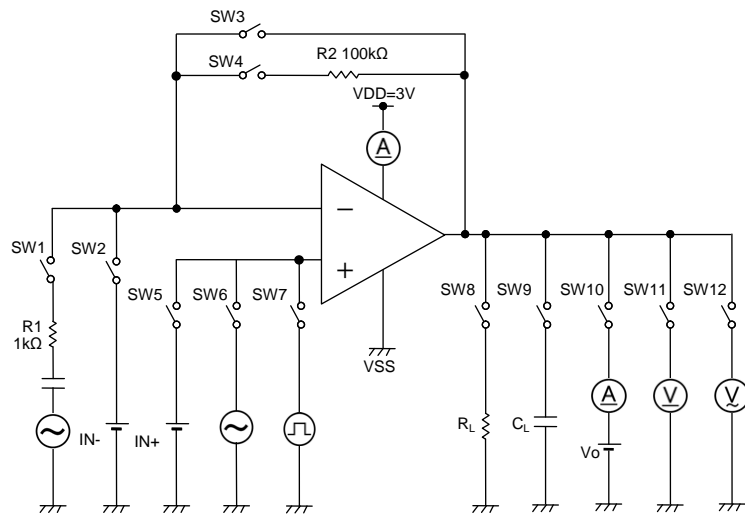 SW3
SW4
R2 100kΩ
VDD=3V
A
SW1
SW2
−
+
SW5
SW6
SW7
SW8
SW9
SW10
SW11
SW12
R1
1kΩ
VSS
A
V
V
IN-
IN+
RL
CL
Vo